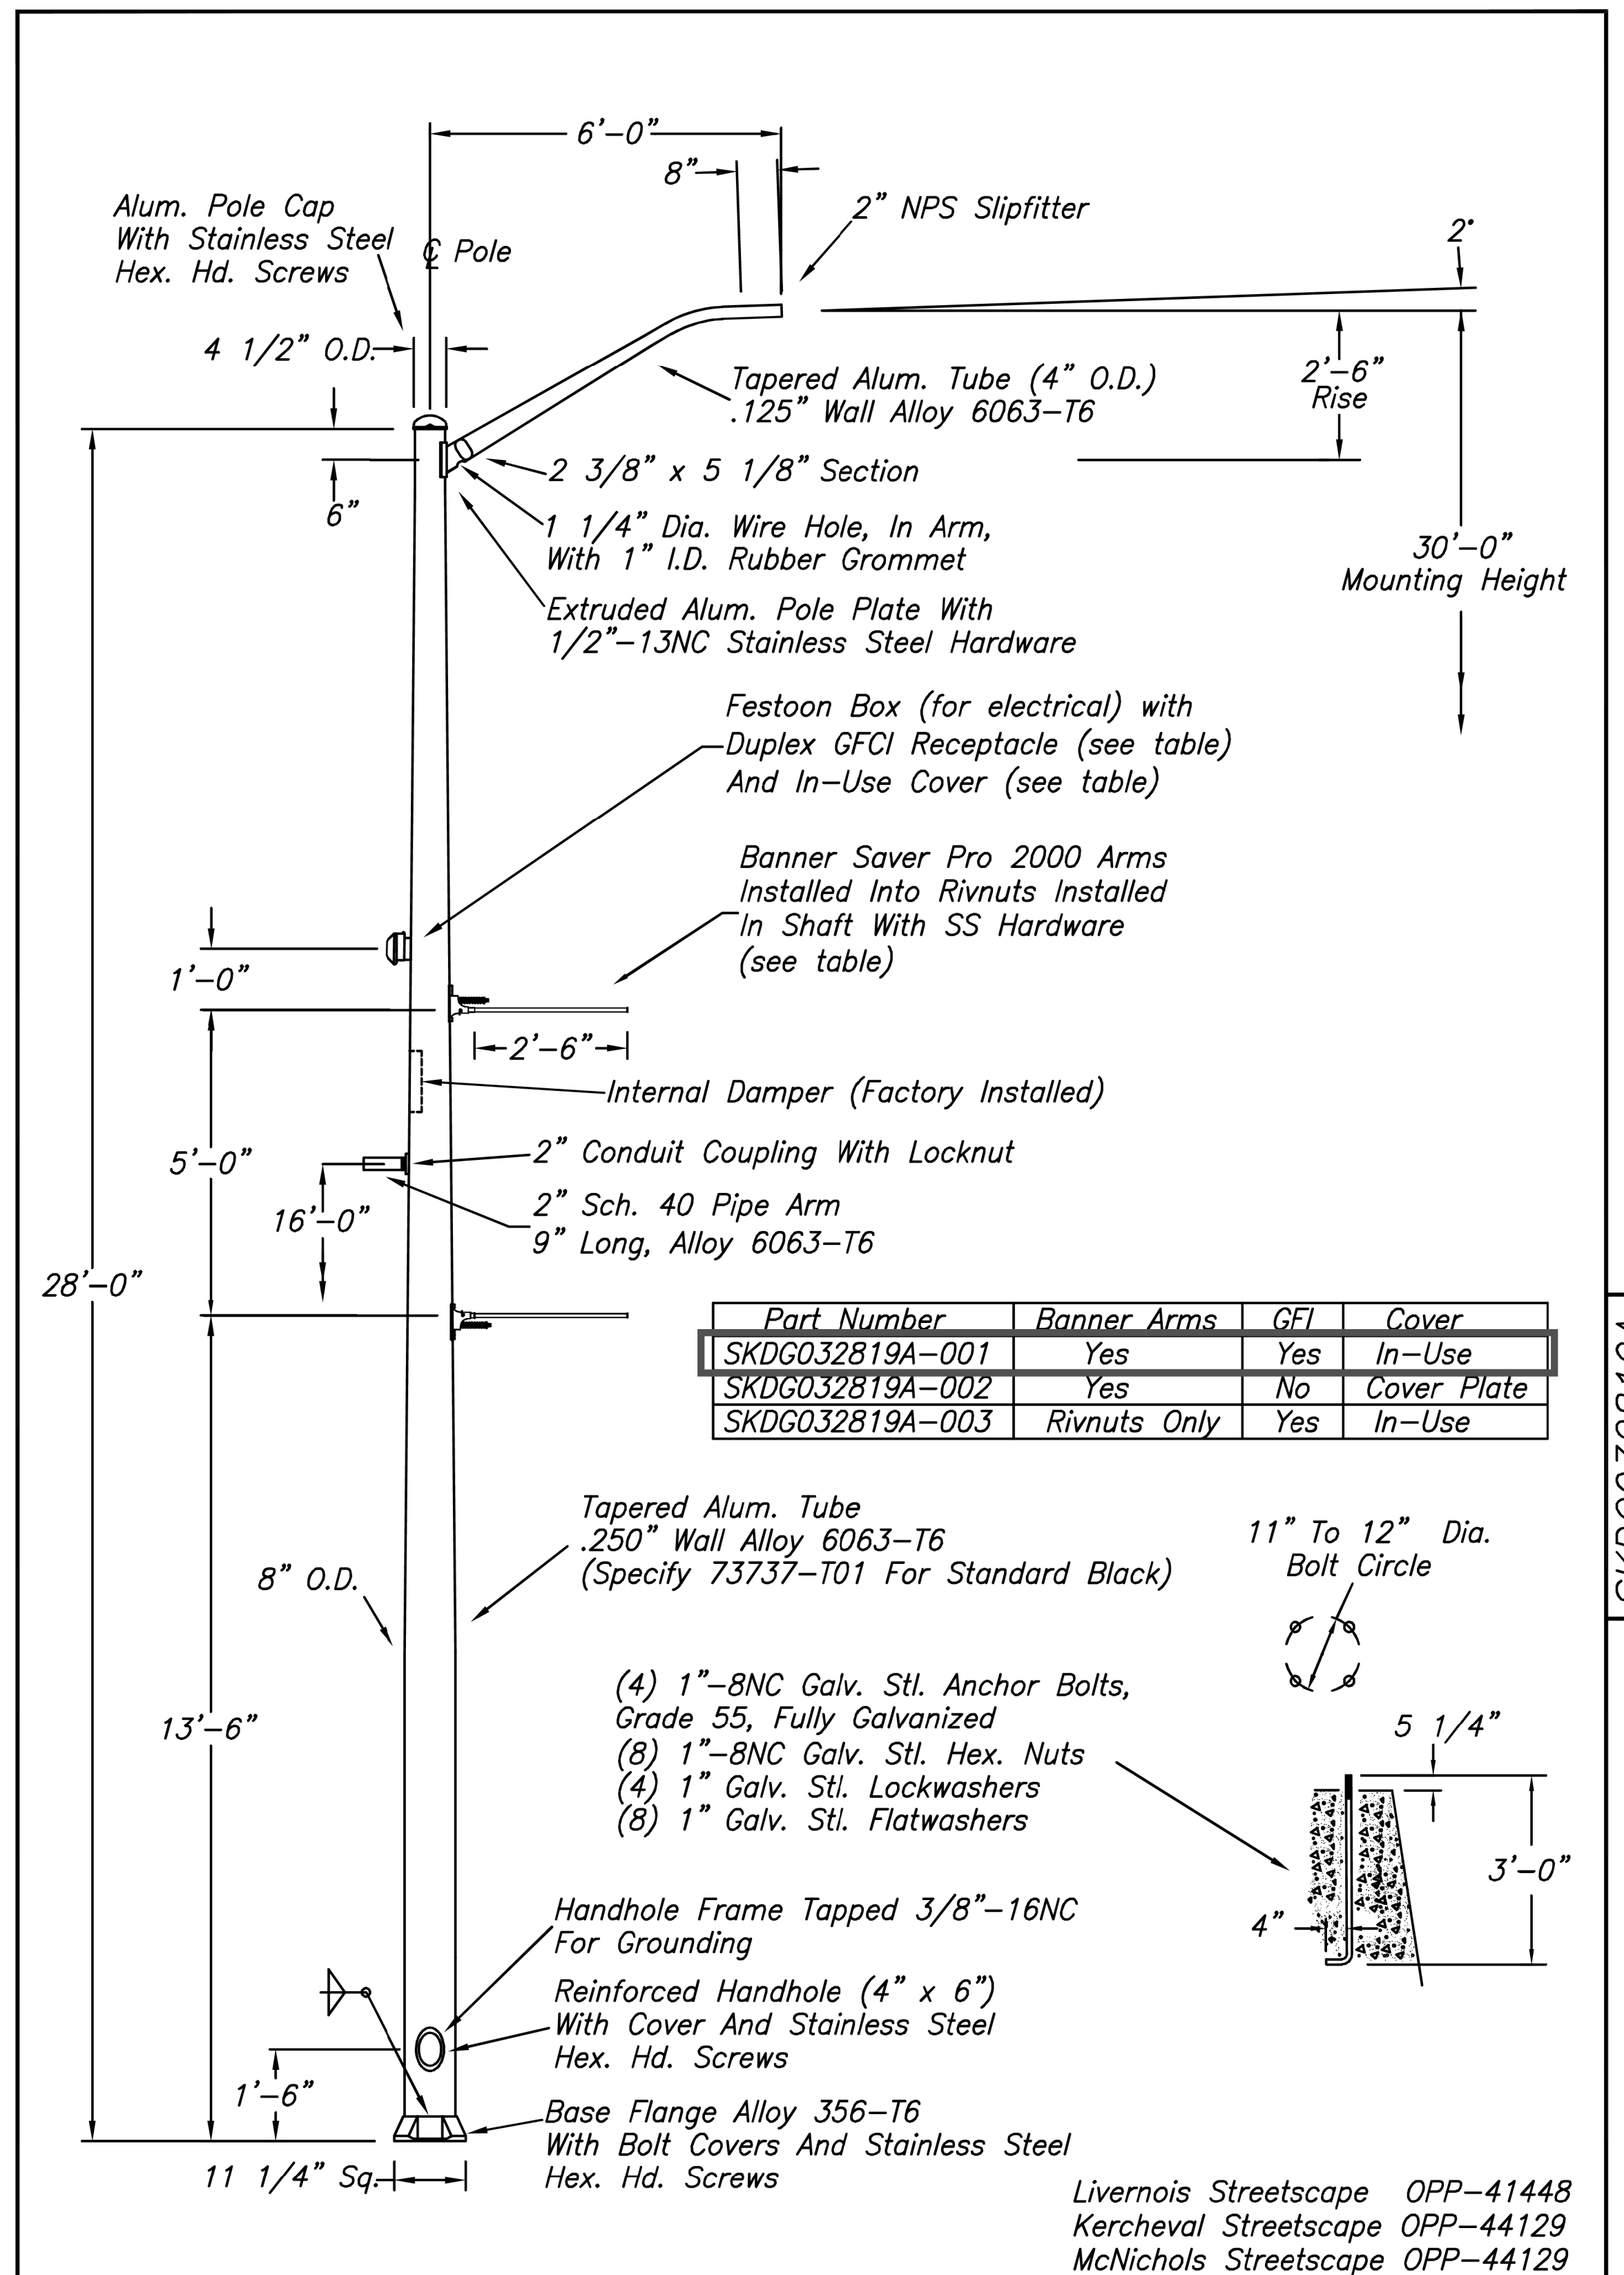 6'-0"
8"
2" NPS Slipfitter
Alum. Pole Cap
With Stainless Steel
Hex. Hd. Screws
℄ Pole
2°
4 1/2" O.D.
Tapered Alum. Tube (4" O.D.)
.125" Wall Alloy 6063-T6
2'-6"
Rise
2 3/8" x 5 1/8" Section
6"
1 1/4" Dia. Wire Hole, In Arm,
With 1" I.D. Rubber Grommet
30'-0"
Mounting Height
Extruded Alum. Pole Plate With
1/2"-13NC Stainless Steel Hardware
Festoon Box (for electrical) with
Duplex GFCI Receptacle (see table)
And In-Use Cover (see table)
Banner Saver Pro 2000 Arms
Installed Into Rivnuts Installed
In Shaft With SS Hardware
(see table)
1'-0"
2'-6"
Internal Damper (Factory Installed)
5'-0"
2" Conduit Coupling With Locknut
16'-0"
2" Sch. 40 Pipe Arm
9" Long, Alloy 6063-T6
28'-0"
Part Number Banner Arms GFI Cover
SKDG032819A-001 Yes Yes In-Use
SKDG032819A-002 Yes No Cover Plate
SKDG032819A-003 Rivnuts Only Yes In-Use
Tapered Alum. Tube
.250" Wall Alloy 6063-T6
(Specify 73737-T01 For Standard Black)
8" O.D.
11" To 12" Dia.
Bolt Circle
(4) 1"-8NC Galv. Stl. Anchor Bolts,
Grade 55, Fully Galvanized
(8) 1"-8NC Galv. Stl. Hex. Nuts
(4) 1" Galv. Stl. Lockwashers
(8) 1" Galv. Stl. Flatwashers
13'-6"
5 1/4"
3'-0"
4"
Handhole Frame Tapped 3/8"-16NC
For Grounding
Reinforced Handhole (4" x 6")
With Cover And Stainless Steel
Hex. Hd. Screws
1'-6"
Base Flange Alloy 356-T6
With Bolt Covers And Stainless Steel
Hex. Hd. Screws
11 1/4" Sq.
Livernois Streetscape OPP-41448
Kercheval Streetscape OPP-44129
McNichols Streetscape OPP-44129